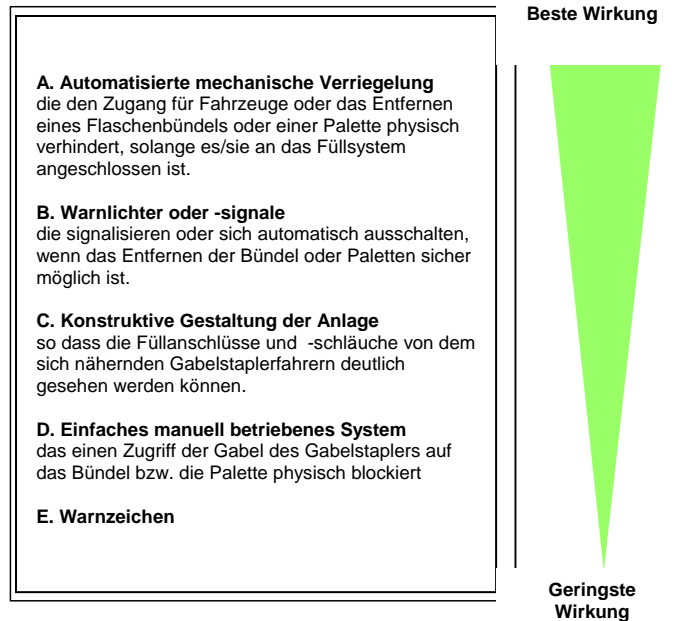 Beste Wirkung
A. Automatisierte mechanische Verriegelung
die den Zugang für Fahrzeuge oder das Entfernen
eines Flaschenbündels oder einer Palette physisch
verhindert, solange es/sie an das Füllsystem
angeschlossen ist.
B. Warnlichter oder -signale
die signalisieren oder sich automatisch ausschalten,
wenn das Entfernen der Bündel oder Paletten sicher
möglich ist.
C. Konstruktive Gestaltung der Anlage
so dass die Füllanschlüsse und -schläuche von dem
sich nähernden Gabelstaplerfahrern deutlich
gesehen werden können.
D. Einfaches manuell betriebenes System
das einen Zugriff der Gabel des Gabelstaplers auf
das Bündel bzw. die Palette physisch blockiert
E. Warnzeichen
Geringste
Wirkung